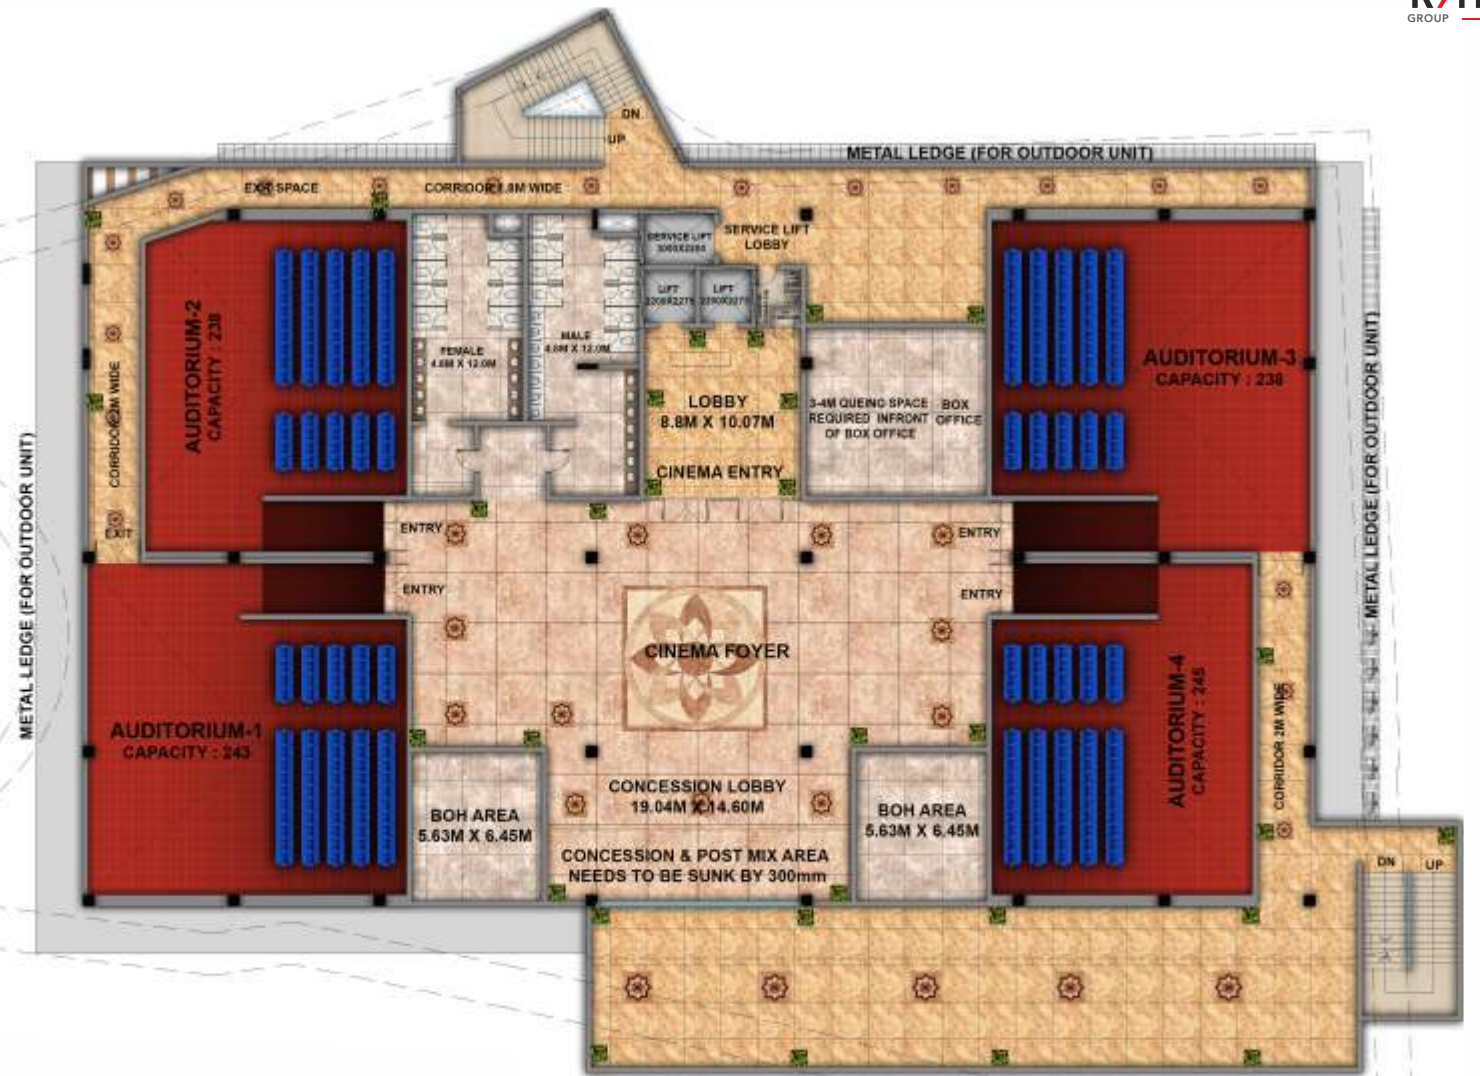 GROUP
DN
UP
METAL LEDGE (FOR OUTDOOR UNIT)
EXIT SPACE
CORRIDOR 1.8M WIDE
SERVICE LIFT
SERVICE LIFT
LOBBY
LIFT
LIFT
AUDITORIUM-2
CAPACITY : 238
CORRIDOR 2M WIDE
EXIT
FEMALE
4.8M X 12.0M
MALE
4.8M X 12.0M
LOBBY
8.8M X 10.07M
CINEMA ENTRY
3-4M QUEING SPACE
REQUIRED INFRONT
OF BOX OFFICE
BOX
OFFICE
AUDITORIUM-3
CAPACITY : 238
METAL LEDGE (FOR OUTDOOR UNIT)
METAL LEDGE (FOR OUTDOOR UNIT)
ENTRY
ENTRY
ENTRY
ENTRY
CINEMA FOYER
AUDITORIUM-1
CAPACITY : 243
AUDITORIUM-4
CAPACITY : 245
CORRIDOR 2M WIDE
BOH AREA
5.63M X 6.45M
CONCESSION LOBBY
19.04M X 14.60M
CONCESSION & POST MIX AREA
NEEDS TO BE SUNK BY 300mm
BOH AREA
5.63M X 6.45M
DN
UP